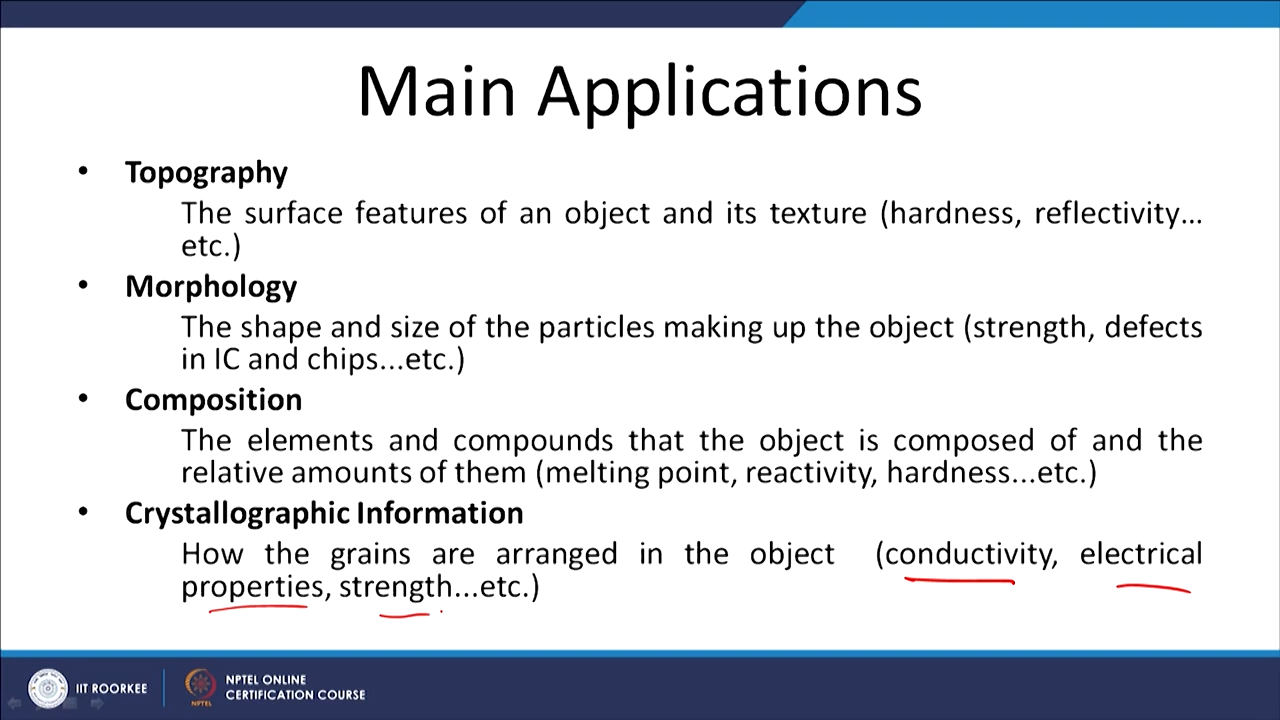 Main Applications
• Topography
The surface features of an object and its texture (hardness, reflectivity...
etc.)
• Morphology
The shape and size of the particles making up the object (strength, defects
in IC and chips...etc.)
• Composition
The elements and compounds that the object is composed of and the
relative amounts of them (melting point, reactivity, hardness...etc.)
• Crystallographic Information
How the grains are arranged in the object (conductivity, electrical
properties, strength...etc.)
IIT ROORKEE
NPTEL
NPTEL ONLINE
CERTIFICATION COURSE